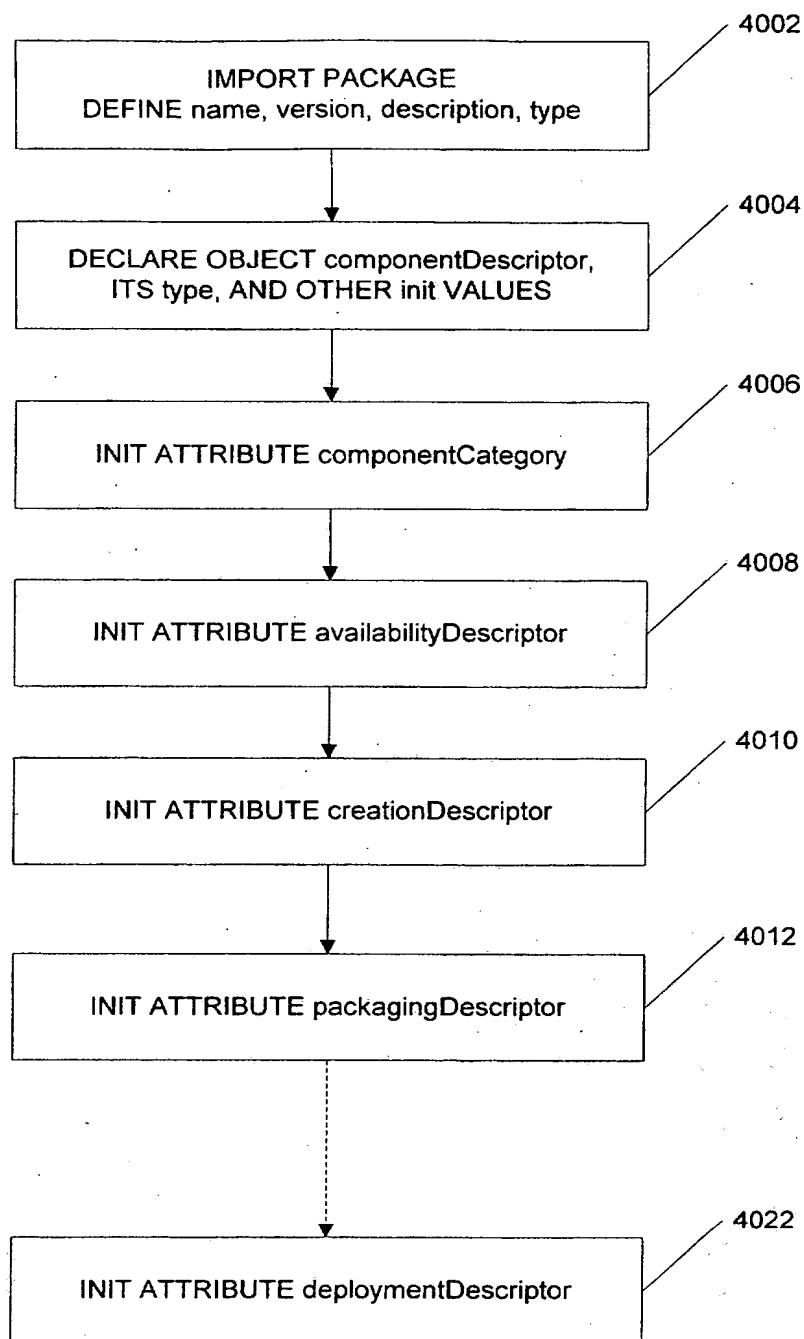 4002
IMPORT PACKAGE
DEFINE name, version, description, type
4004
DECLARE OBJECT componentDescriptor,
ITS type, AND OTHER init VALUES
4006
INIT ATTRIBUTE componentCategory
4008
INIT ATTRIBUTE availabilityDescriptor
4010
INIT ATTRIBUTE creationDescriptor
4012
INIT ATTRIBUTE packagingDescriptor
4022
INIT ATTRIBUTE deploymentDescriptor